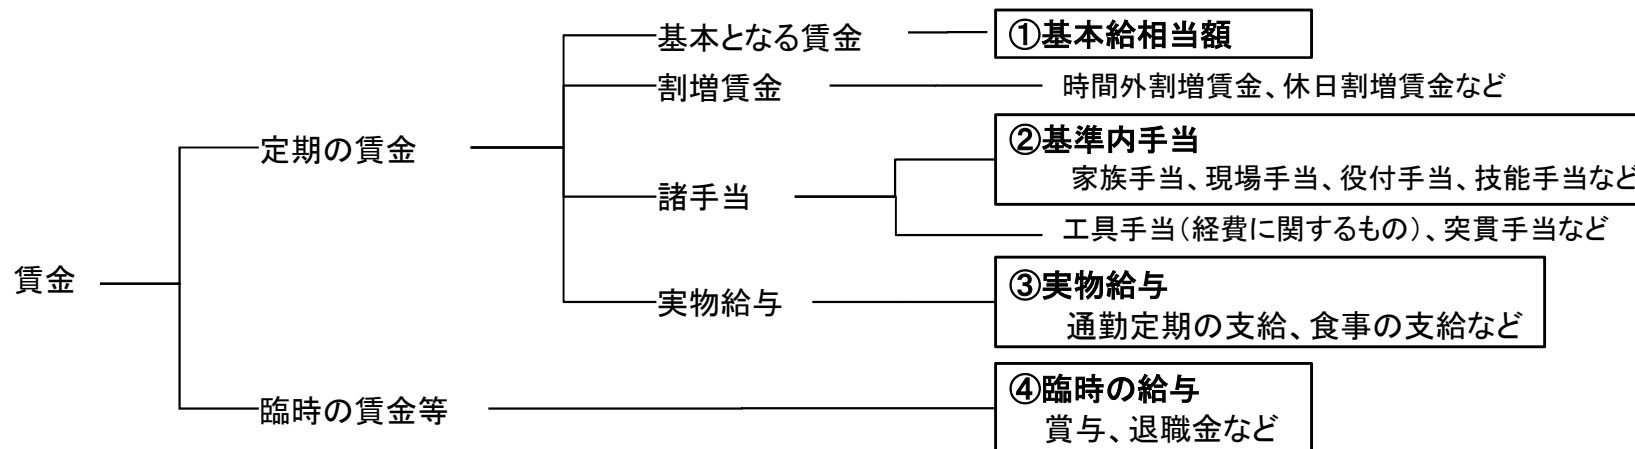 基本となる賃金
①基本給相当額
割増賃金
時間外割増賃金、休日割増賃金など
定期の賃金
②基準内手当
家族手当、現場手当、役付手当、技能手当など
諸手当
工具手当(経費に関するもの)、突貫手当など
賃金
実物給与
③実物給与
通勤定期の支給、食事の支給など
臨時の賃金等
④臨時の給与
賞与、退職金など